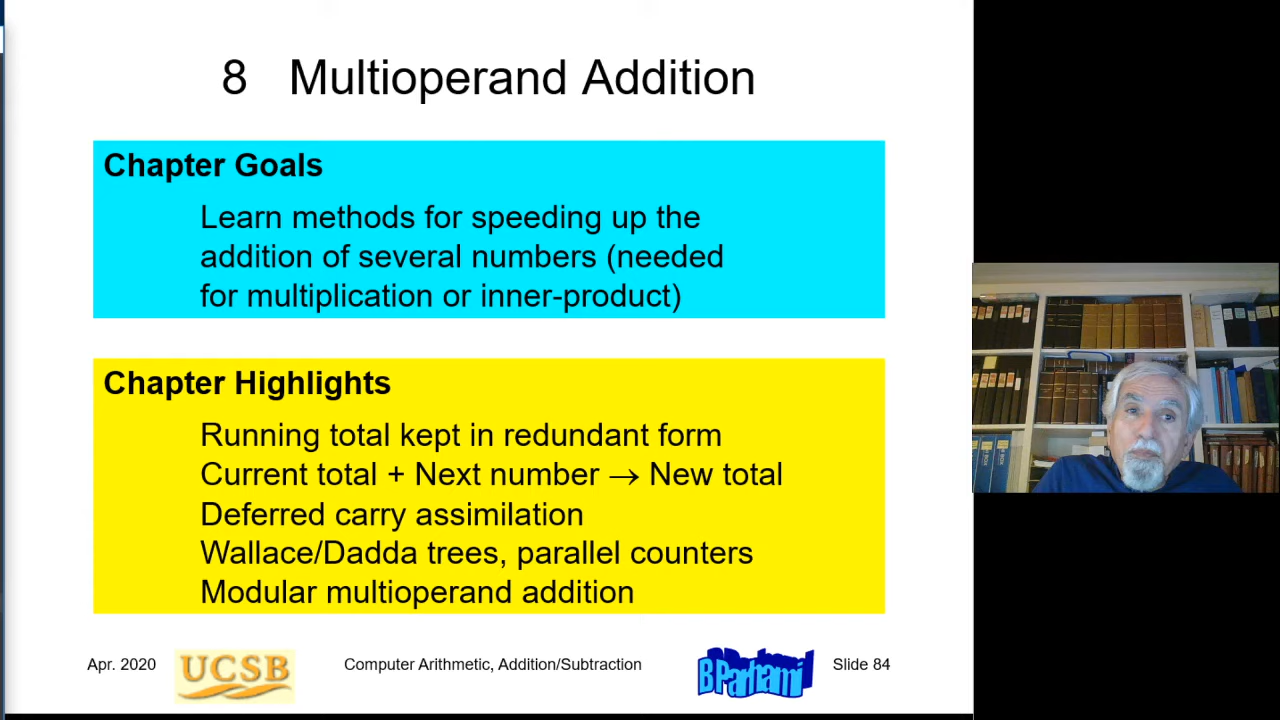 8 Multioperand Addition
Chapter Goals
Learn methods for speeding up the
addition of several numbers (needed
for multiplication or inner-product)
Chapter Highlights
Running total kept in redundant form
Current total + Next number → New total
Deferred carry assimilation
Wallace/Dadda trees, parallel counters
Modular multioperand addition
Apr. 2020
UCSB
Computer Arithmetic, Addition/Subtraction
B Parhami
Slide 84